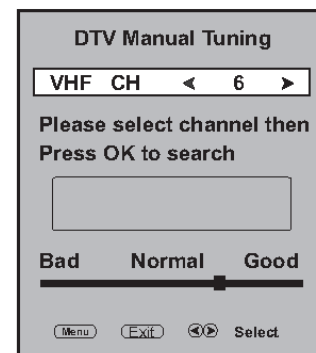 DTV Manual Tuning
VHF CH < 6 >
Please select channel then
Press OK to search
Bad Normal Good
Menu Exit Select